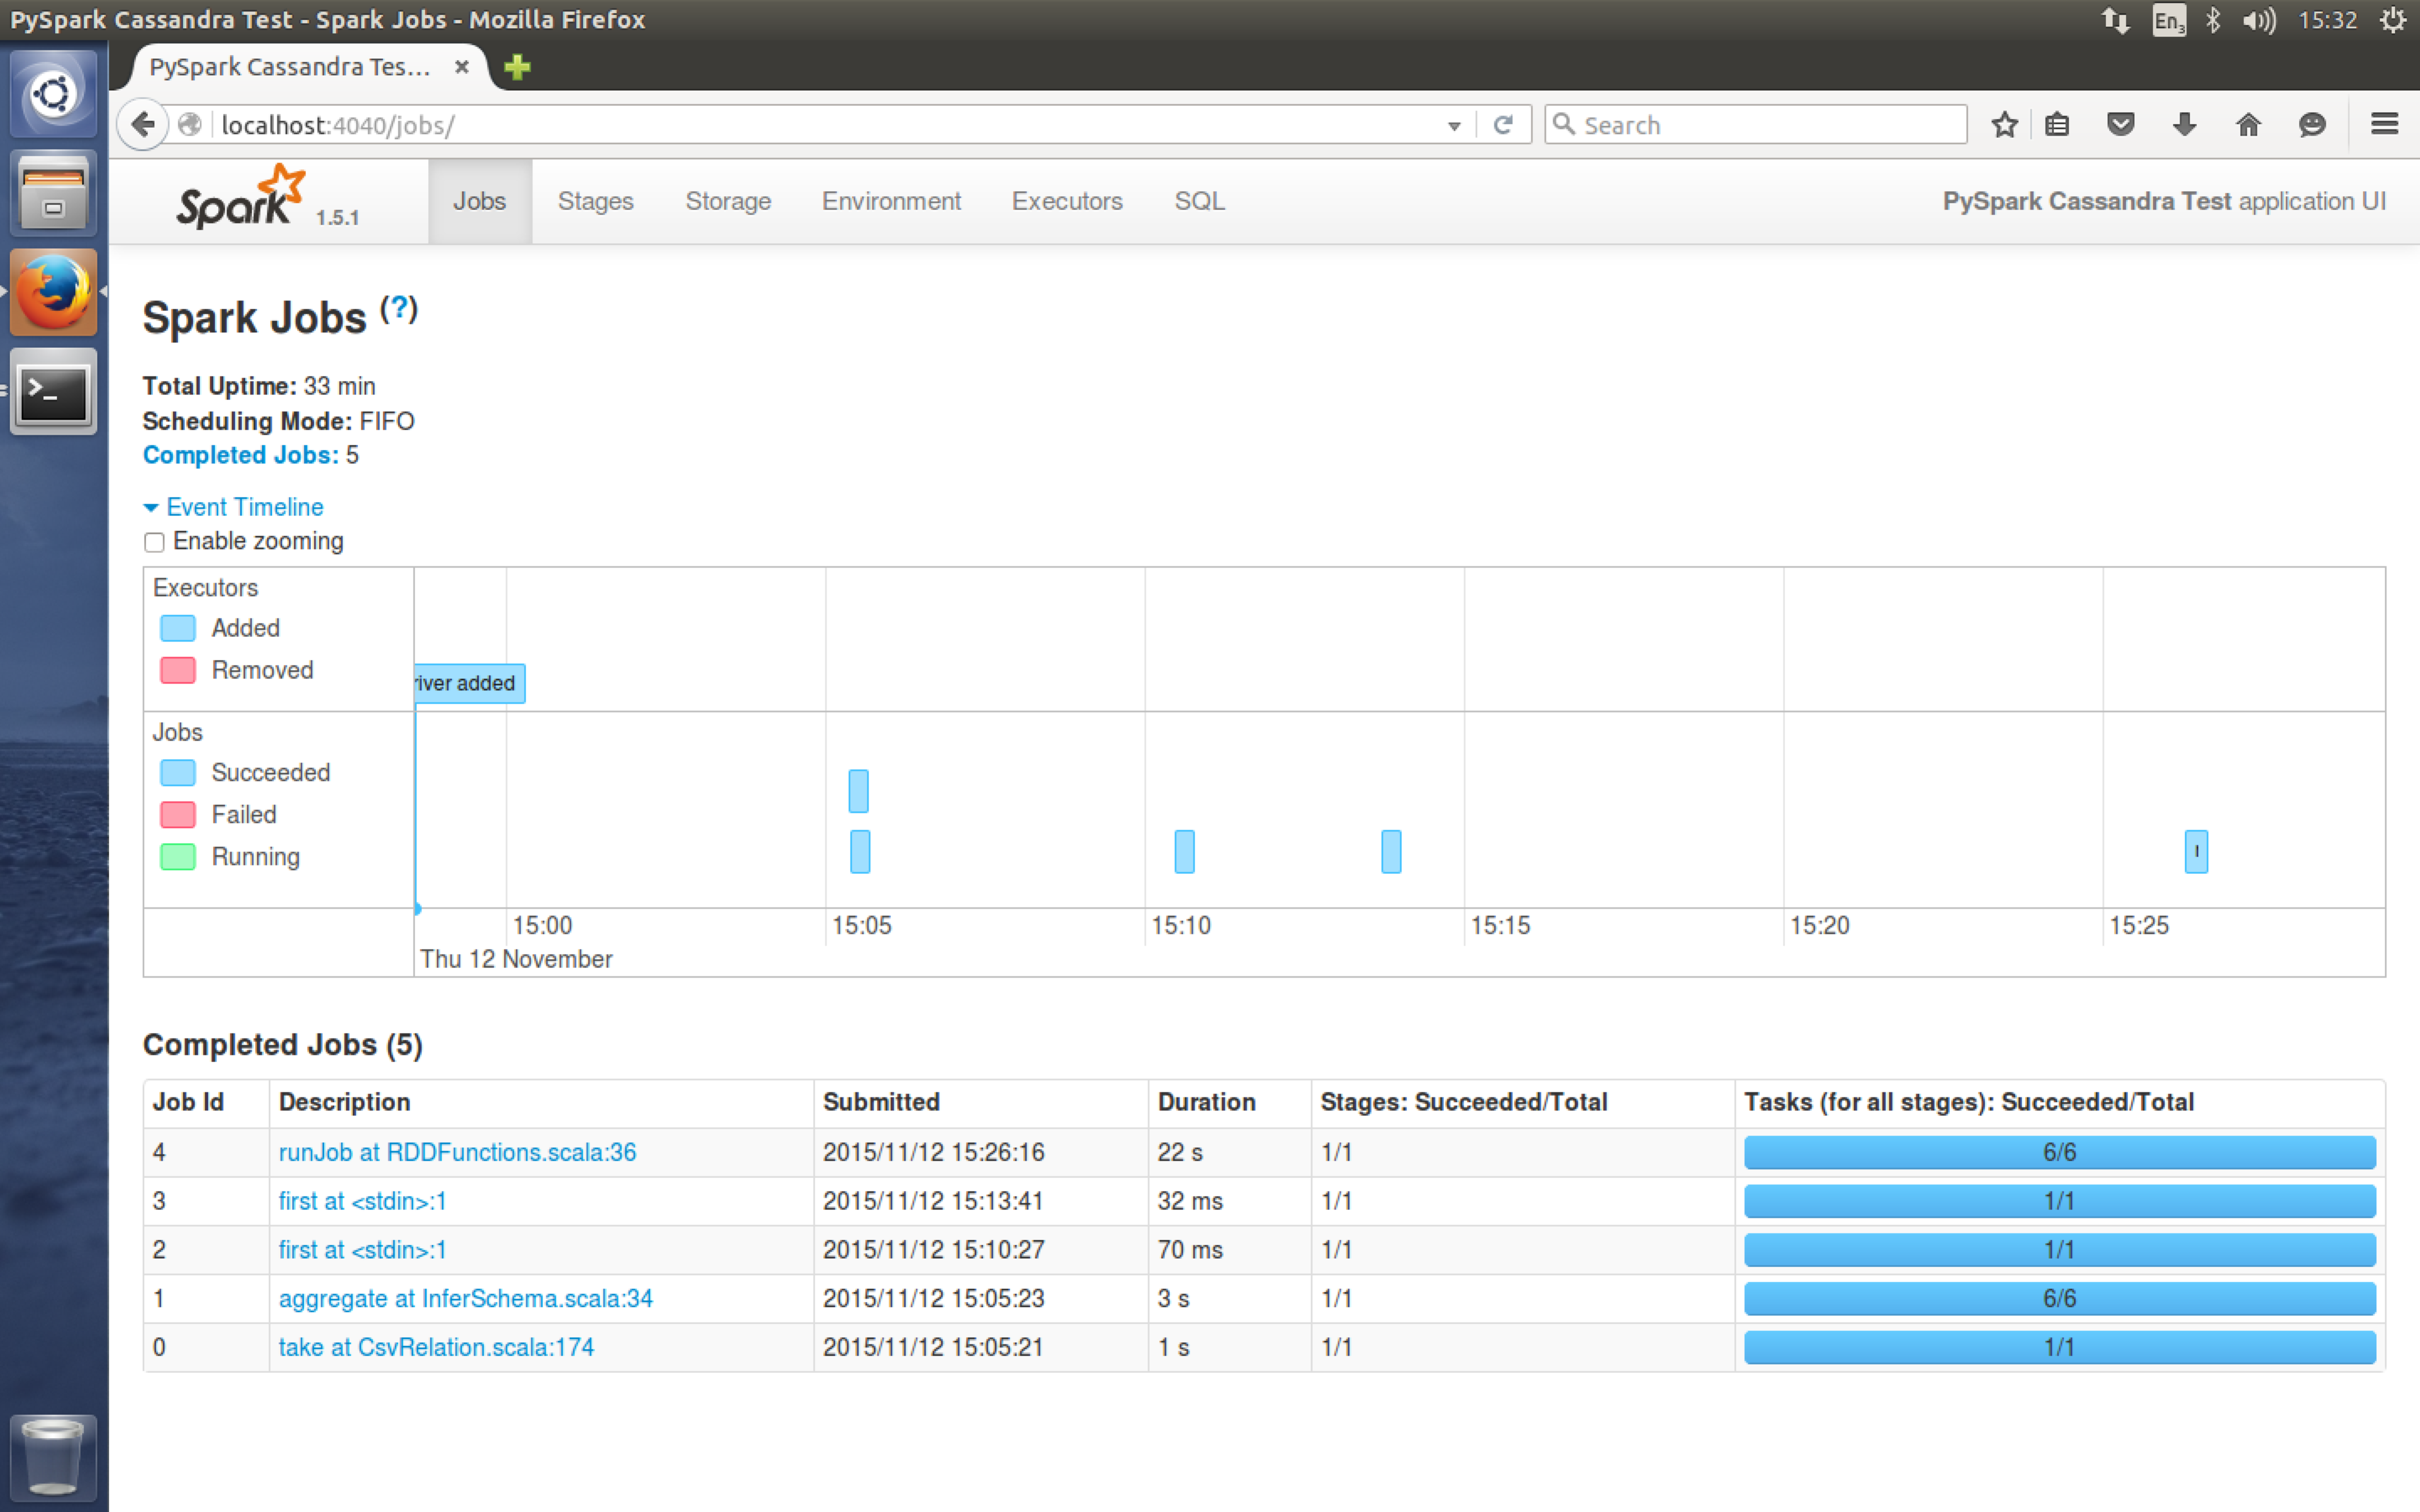 PySpark Cassandra Test - Spark Jobs - Mozilla Firefox En3 15:32
PySpark Cassandra Tes...
localhost:4040/jobs/ Search
Spark 1.5.1 Jobs Stages Storage Environment Executors SQL PySpark Cassandra Test application UI
Spark Jobs (?)
Total Uptime: 33 min
Scheduling Mode: FIFO
Completed Jobs: 5
Event Timeline
Enable zooming
Executors
Added
Removed
river added
Jobs
Succeeded
Failed
Running
15:00 15:05 15:10 15:15 15:20 15:25
Thu 12 November
Completed Jobs (5)
Job Id Description Submitted Duration Stages: Succeeded/Total Tasks (for all stages): Succeeded/Total
4 runJob at RDDFunctions.scala:36 2015/11/12 15:26:16 22 s 1/1 6/6
3 first at <stdin>:1 2015/11/12 15:13:41 32 ms 1/1 1/1
2 first at <stdin>:1 2015/11/12 15:10:27 70 ms 1/1 1/1
1 aggregate at InferSchema.scala:34 2015/11/12 15:05:23 3 s 1/1 6/6
0 take at CsvRelation.scala:174 2015/11/12 15:05:21 1 s 1/1 1/1